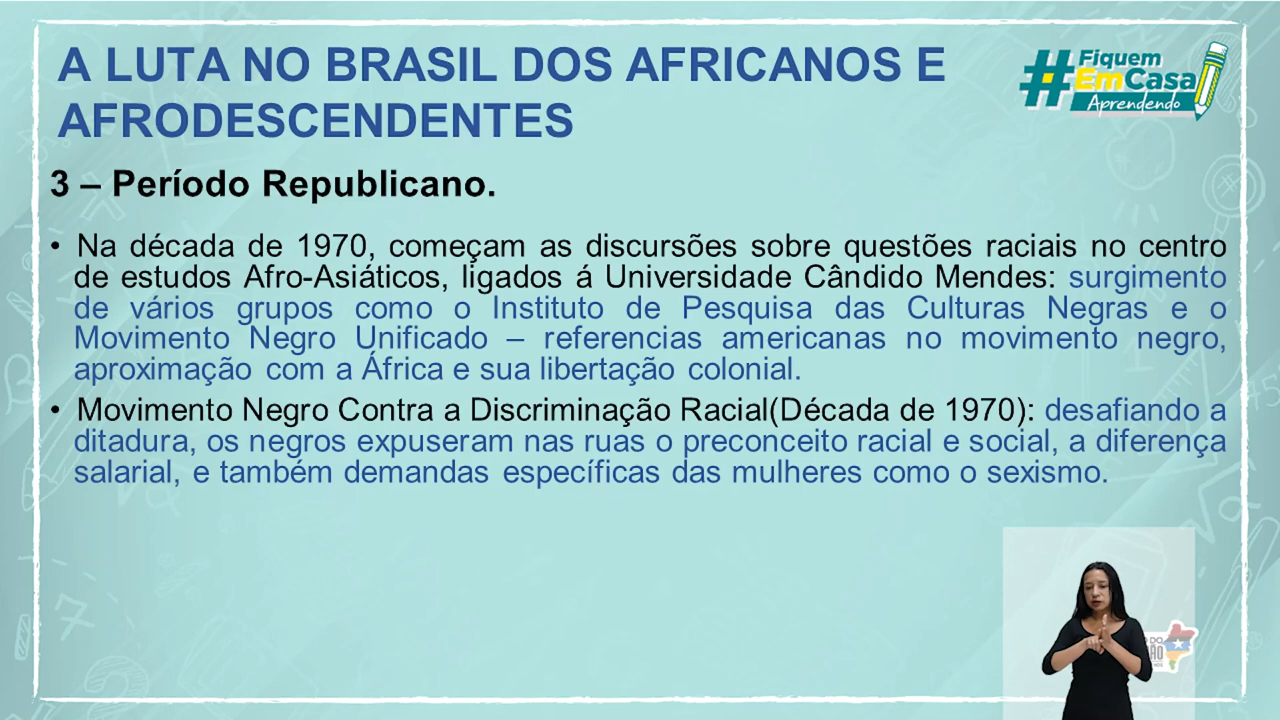 A LUTA NO BRASIL DOS AFRICANOS E
AFRODESCENDENTES
#Fiquem
EmCasa
Aprendendo
3 – Período Republicano.
• Na década de 1970, começam as discursões sobre questões raciais no centro
de estudos Afro-Asiáticos, ligados á Universidade Cândido Mendes: surgimento
de vários grupos como o Instituto de Pesquisa das Culturas Negras e o
Movimento Negro Unificado – referencias americanas no movimento negro,
aproximação com a África e sua libertação colonial.
• Movimento Negro Contra a Discriminação Racial(Década de 1970): desafiando a
ditadura, os negros expuseram nas ruas o preconceito racial e social, a diferença
salarial, e também demandas específicas das mulheres como o sexismo.